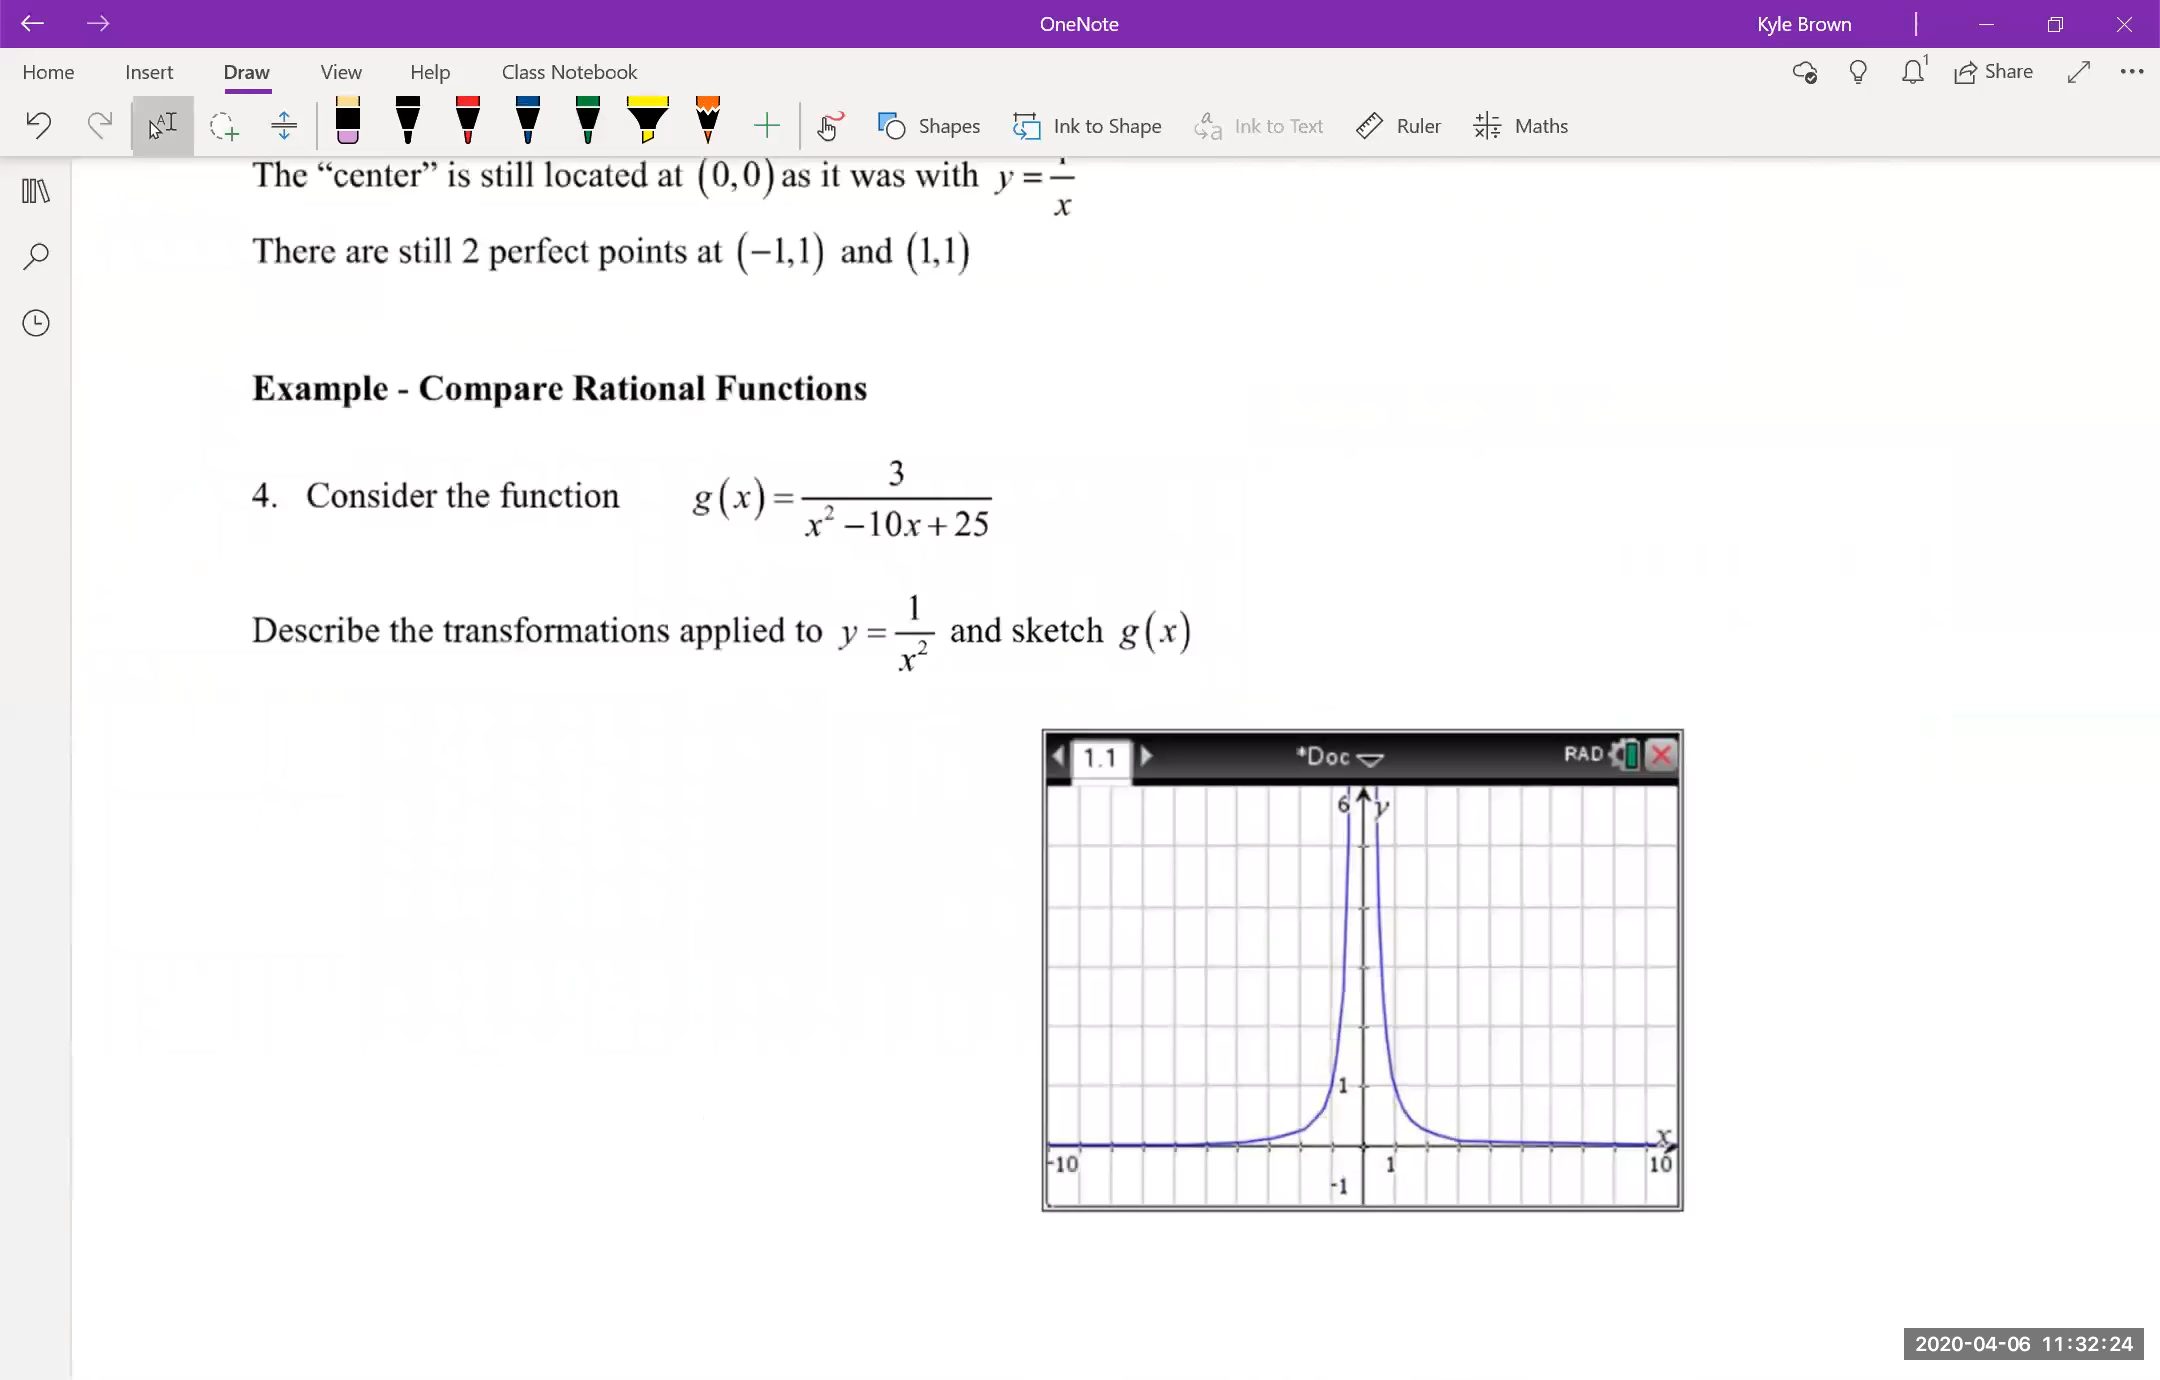 OneNote
Kyle Brown
Home Insert Draw View Help Class Notebook
1 Share
Shapes Ink to Shape Ink to Text Ruler Maths
The “center” is still located at (0,0) as it was with y = 1/x
There are still 2 perfect points at (−1,1) and (1,1)
Example - Compare Rational Functions
4. Consider the function g(x) = 3/(x² −10x + 25)
Describe the transformations applied to y = 1/x² and sketch g(x)
1.1 *Doc RAD
6 y
1
x
-10 1 10
-1
2020-04-06 11:32:24